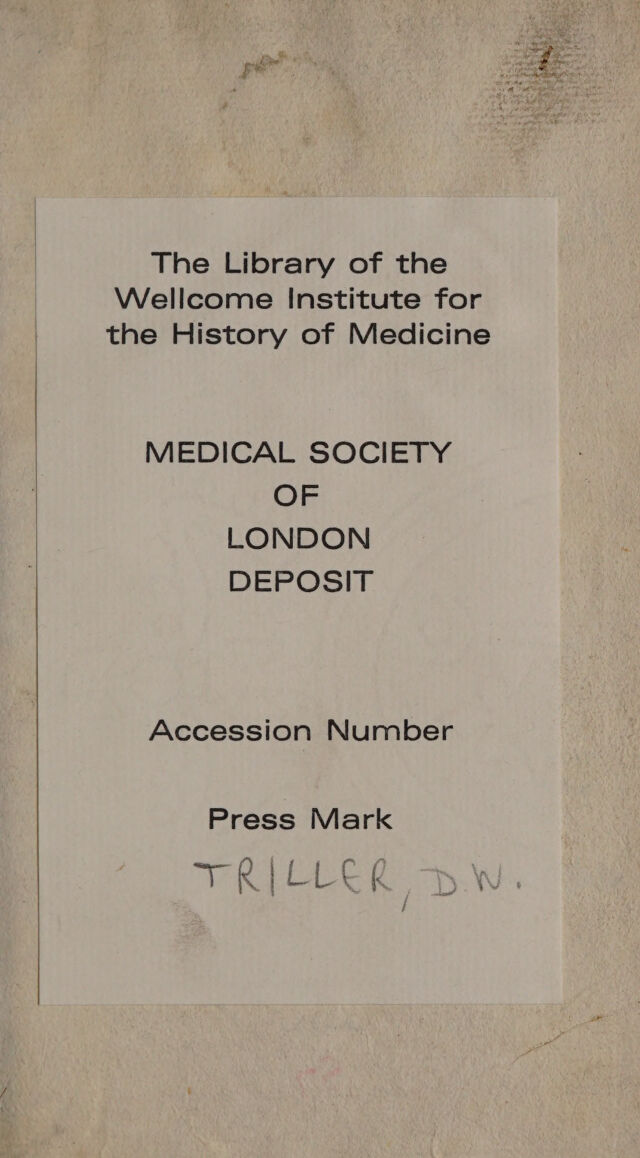 The Library of the
Wellcome Institute for
the History of Medicine
MEDICAL SOCIETY
OF
LONDON
DEPOSIT
Accession Number
Press Mark
TRILLER, D.W.